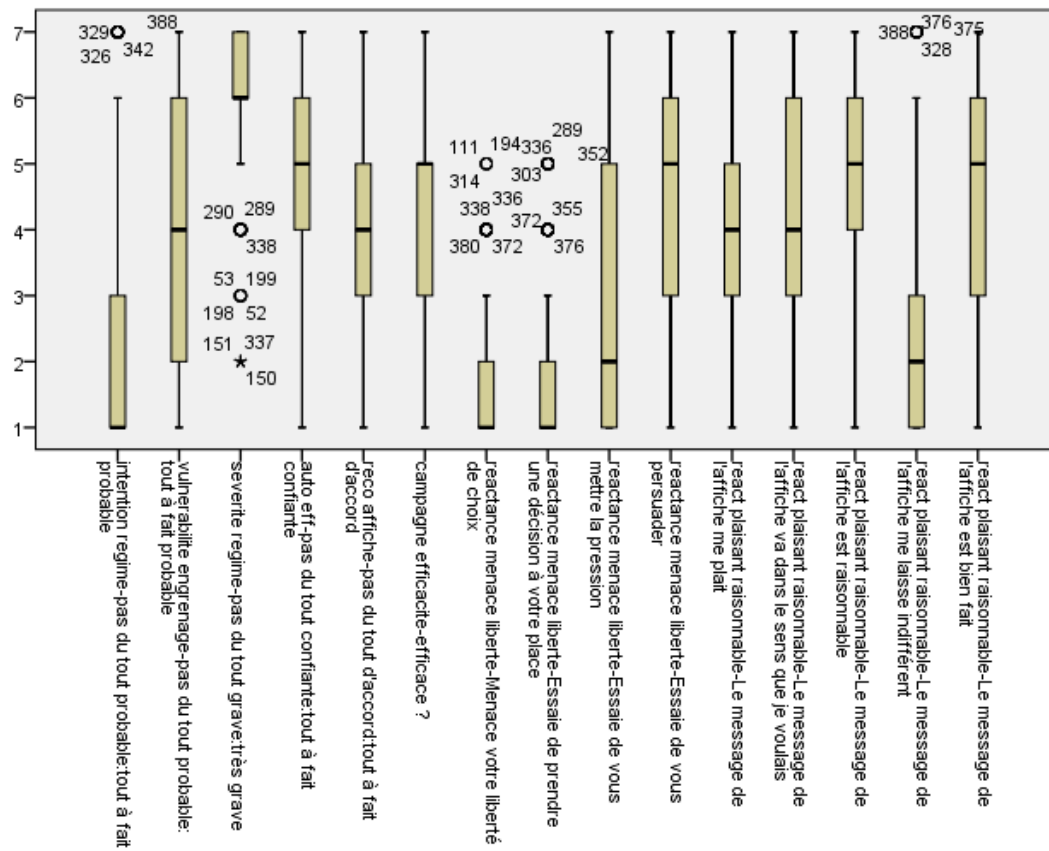 7
6
5
4
3
2
1
329 388
326 342
290 289
338
53 199
198 52
151 337
150
111 194
314
338 336
380 372
336 289
303
372 355
376
352
388 376 375
328
intention regime-pas du tout probable:tout à fait
probable
vulnerabilite engrenage-pas du tout probable:
tout à fait probable
severite regime-pas du tout grave:très grave
auto eff-pas du tout confiante:tout à fait
confiante
reco affiche-pas du tout d'accord:tout à fait
d'accord
campagne efficacite-efficace ?
reactance menace liberte-Menace votre liberté
de choix
reactance menace liberte-Essaie de prendre
une décision à votre place
reactance menace liberte-Essaie de vous
mettre la pression
reactance menace liberte-Essaie de vous
persuader
react plaisant raisonnable-Le message de
l'affiche me plait
react plaisant raisonnable-Le message de
l'affiche va dans le sens que je voulais
react plaisant raisonnable-Le message de
l'affiche est raisonnable
react plaisant raisonnable-Le message de
l'affiche me laisse indifférent
react plaisant raisonnable-Le message de
l'affiche est bien fait